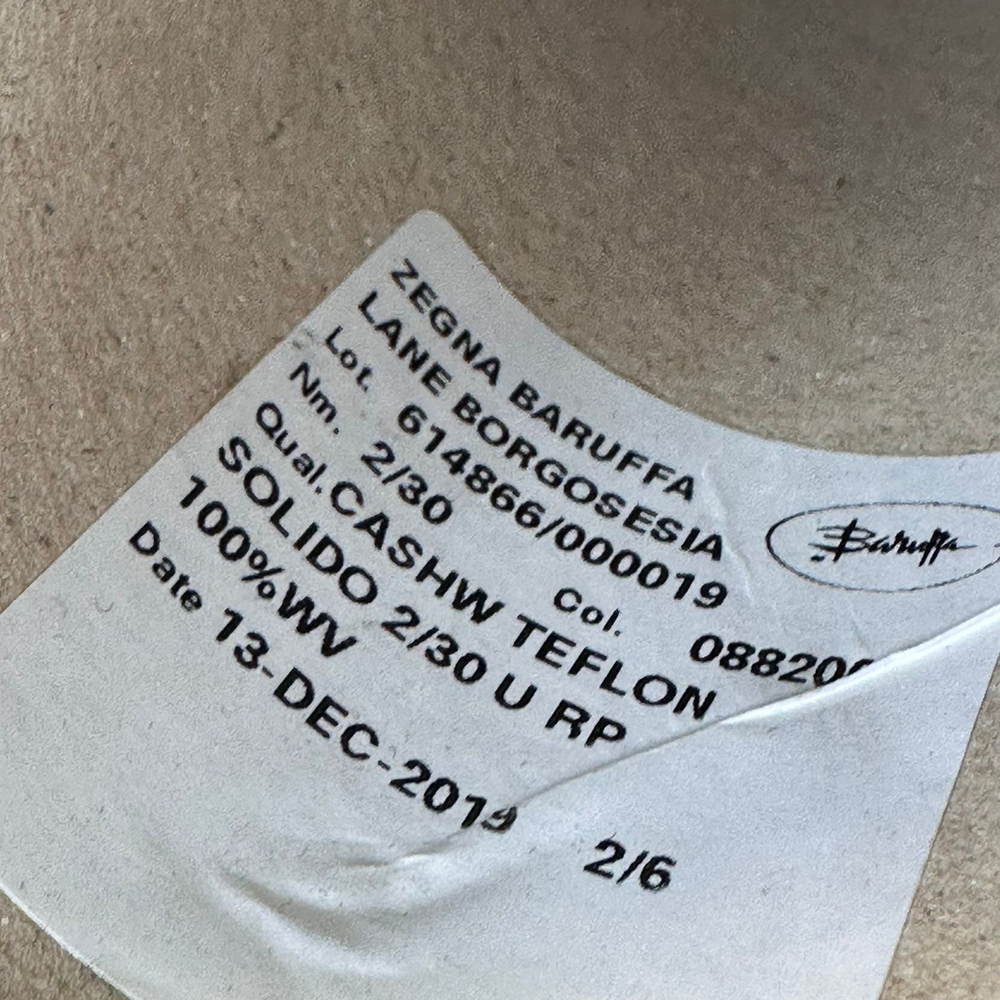 ZEGNA BARUFFA
LANE BORGOSESIA
Baruffa
Lot. 614866/000019
Nm. 2/30 Col.
Qual. CASHW TEFLON
SOLIDO 2/30 U RP
100%WV
Date 13-DEC-2019 2/6